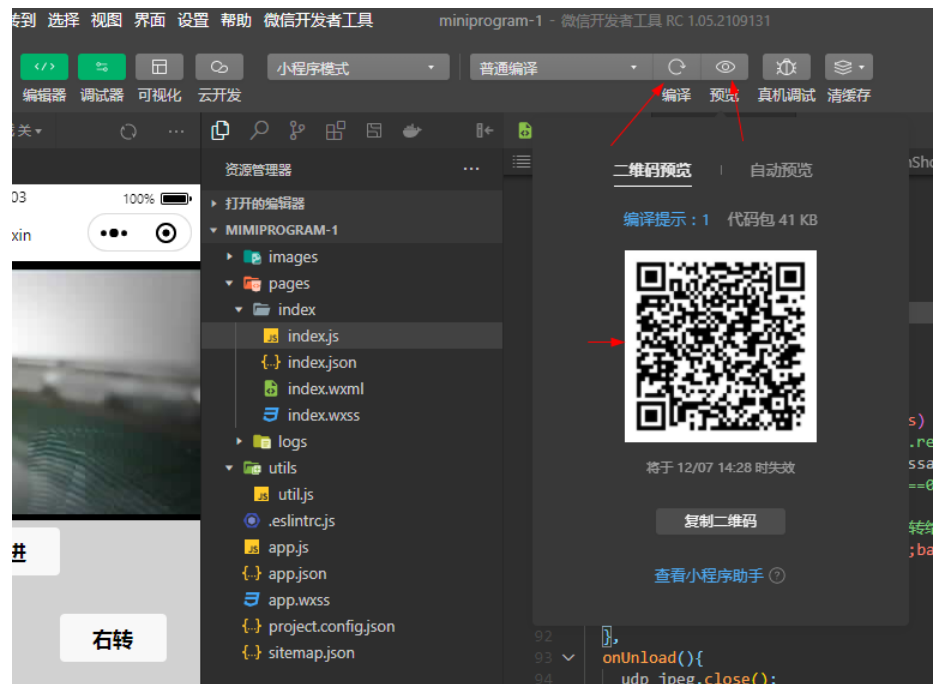 转到 选择 视图 界面 设置 帮助 微信开发者工具 miniprogram-1 - 微信开发者工具 RC 1.05.2109131
小程序模式 普通编译
编辑器 调试器 可视化 云开发 编译 预览 真机调试 清缓存
关
资源管理器
二维码预览 自动预览
03 100%
打开的编辑器
xin
MIMIPROGRAM-1
编译提示：1 代码包 41 KB
images
pages
index
index.js
index.json
index.wxml
index.wxss
logs
utils
util.js
.eslintrc.js
app.js
app.json
app.wxss
project.config.json
sitemap.json
将于 12/07 14:28 时失效
复制二维码
查看小程序助手
进
右转
s)
.re
ssa
==0
转
;ba
92 },
93 onUnload(){
94 udp_jpeg.close();